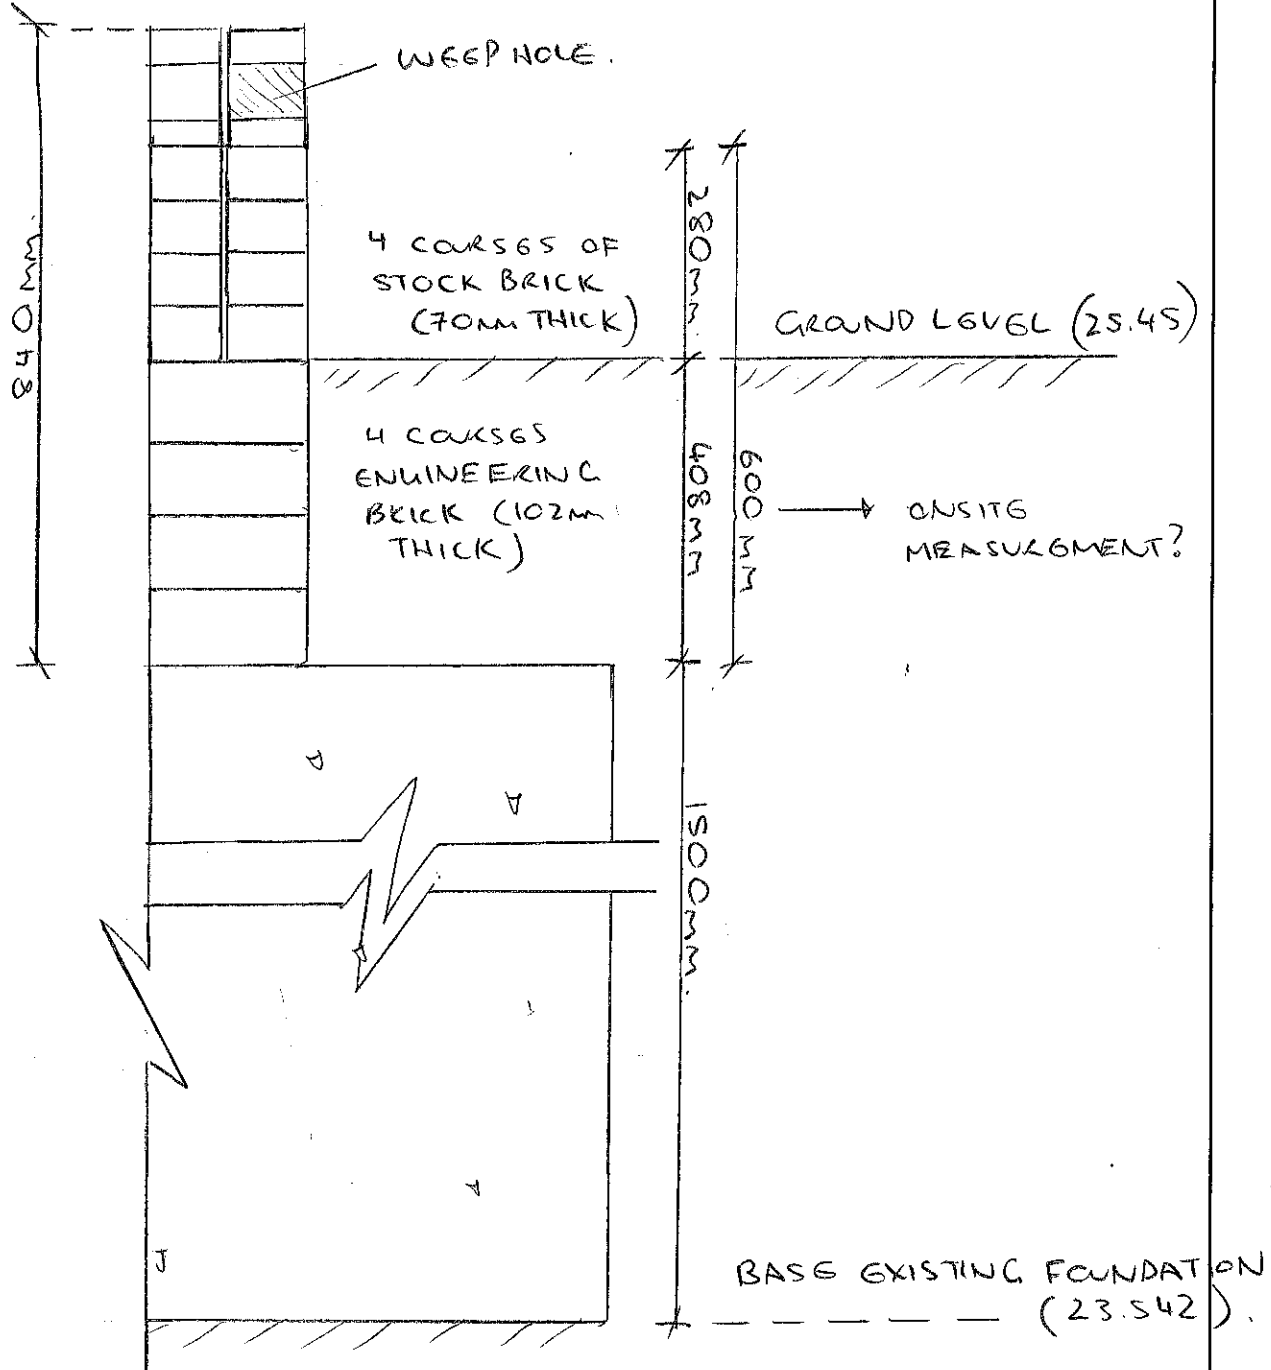 WEEP HOLE.
840mm.
280mm.
4 COURSES OF
STOCK BRICK
(70mm THICK)
GROUND LEVEL (25.45)
4 COURSES
ENGINEERING
BRICK (102mm
THICK)
408mm
600mm
ONSITE
MEASUREMENT?
1500mm.
BASE EXISTING FOUNDATION
(23.542).